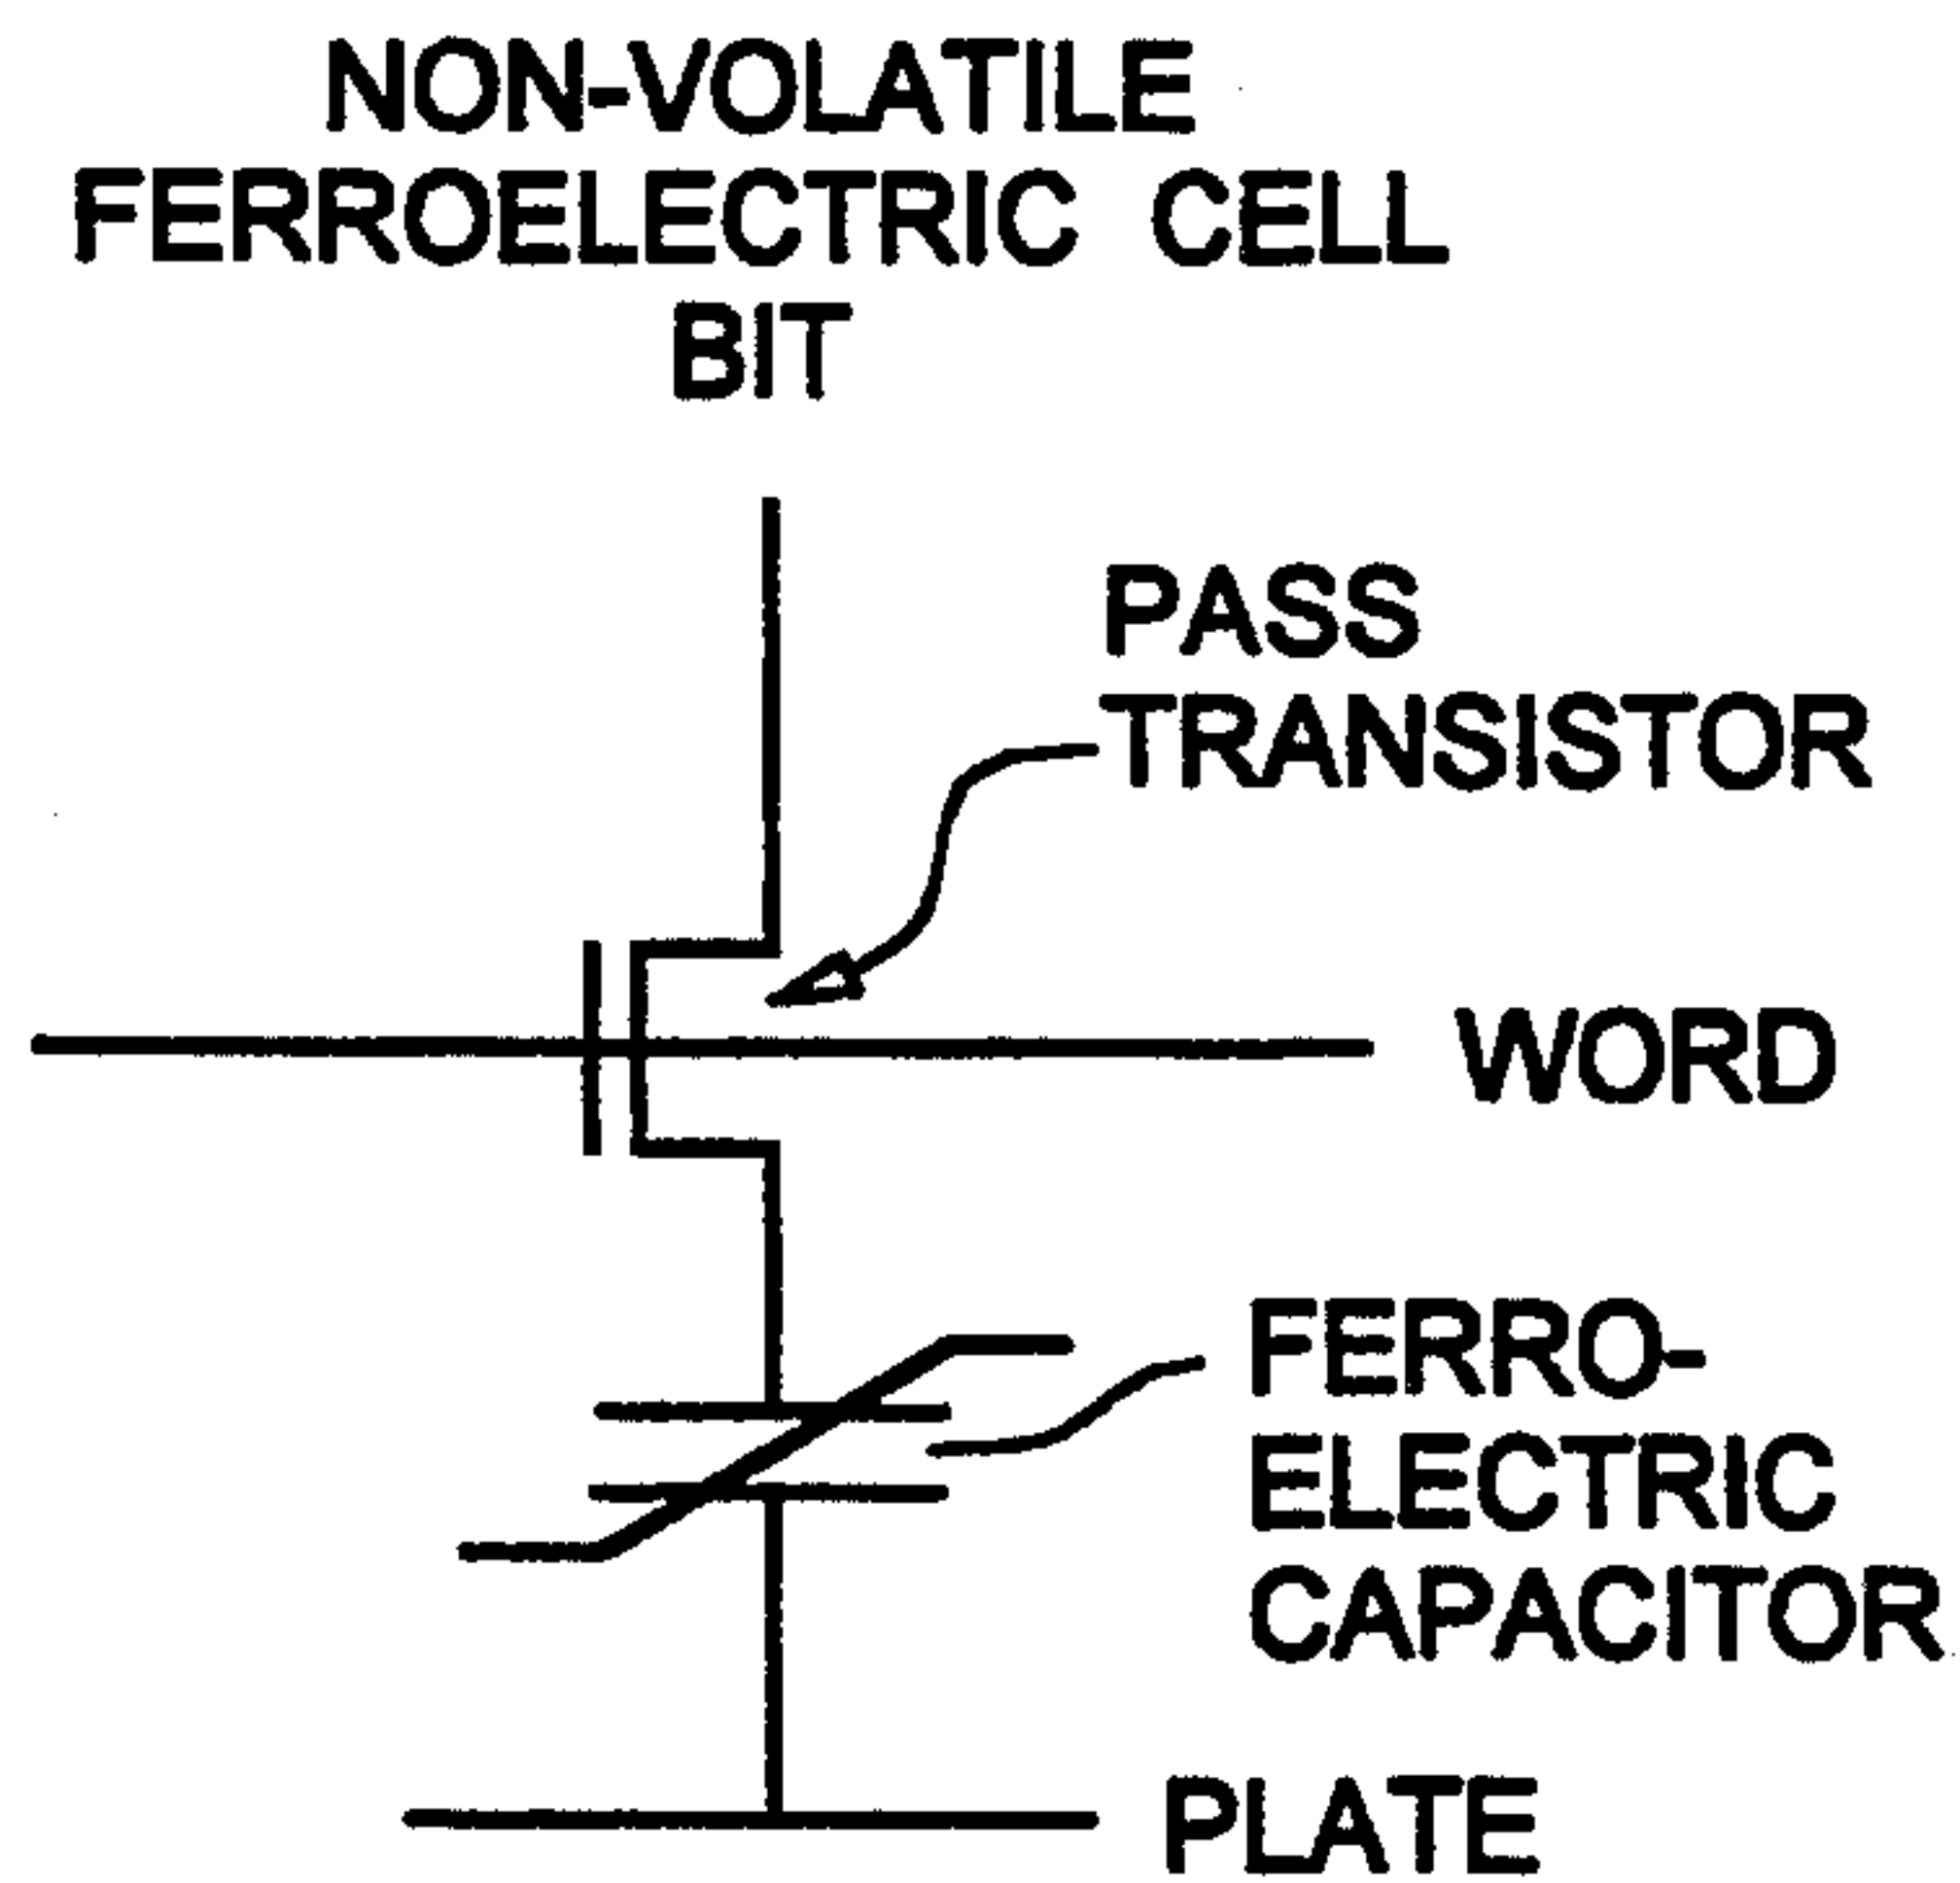 NON-VOLATILE
FERROELECTRIC CELL
BIT
PASS
TRANSISTOR
WORD
FERRO-
ELECTRIC
CAPACITOR
PLATE